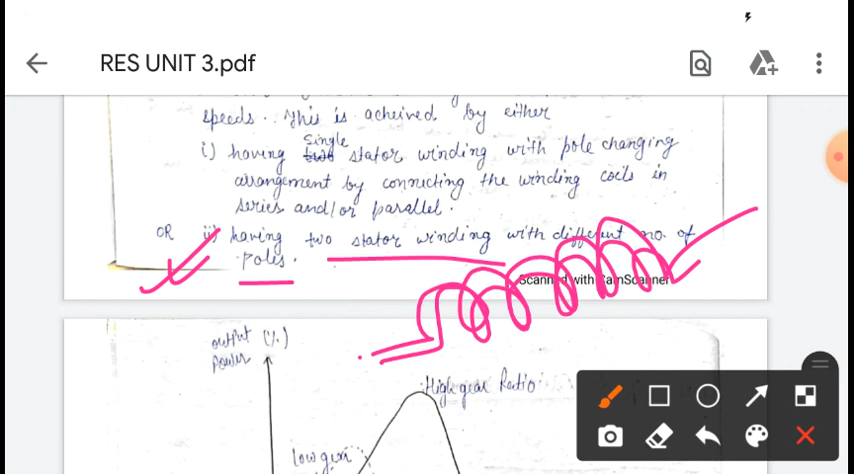 RES UNIT 3.pdf
speeds. This is acheived by either
i) having single stator winding with pole changing
arrangement by connecting the winding coils in
series and/or parallel.
OR ii) having two stator winding with different no. of
poles.
Scanned with CamScanner
output (%)
power
High gear Ratio
Low gear